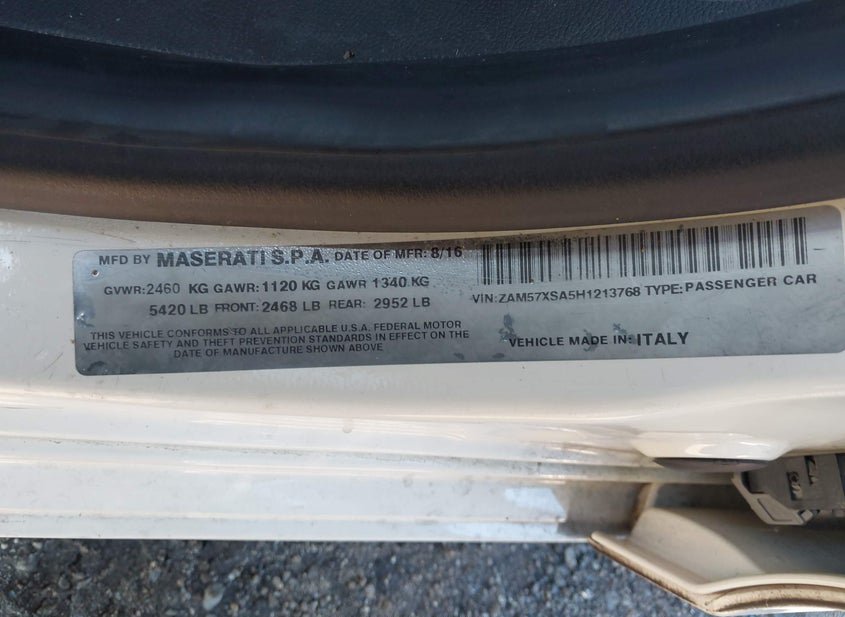 MFD BY MASERATI S.P.A. DATE OF MFR: 8/16
GVWR:2460 KG GAWR:1120 KG GAWR 1340 KG
5420 LB FRONT: 2468 LB REAR: 2952 LB
THIS VEHICLE CONFORMS TO ALL APPLICABLE U.S.A. FEDERAL MOTOR
VEHICLE SAFETY AND THEFT PREVENTION STANDARDS IN EFFECT ON THE
DATE OF MANUFACTURE SHOWN ABOVE
VIN: ZAM57XSA5H1213768 TYPE: PASSENGER CAR
VEHICLE MADE IN: ITALY